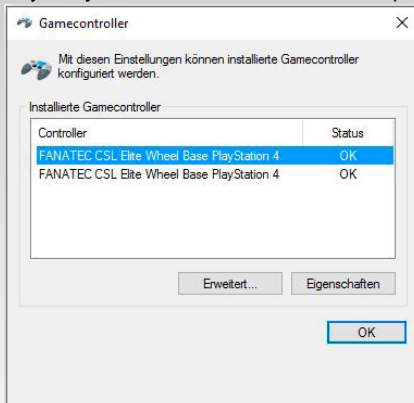 Gamecontroller
Mit diesen Einstellungen können installierte Gamecontroller
konfiguriert werden.
Installierte Gamecontroller
Controller Status
FANATEC CSL Elite Wheel Base PlayStation 4 OK
FANATEC CSL Elite Wheel Base PlayStation 4 OK
Erweitert... Eigenschaften
OK